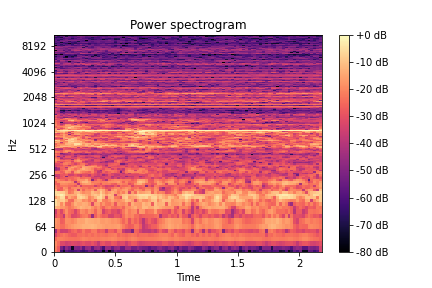 Power spectrogram
8192
4096
2048
1024
512
256
128
64
0
Hz
0
0.5
1
1.5
2
Time
+0 dB
-10 dB
-20 dB
-30 dB
-40 dB
-50 dB
-60 dB
-70 dB
-80 dB